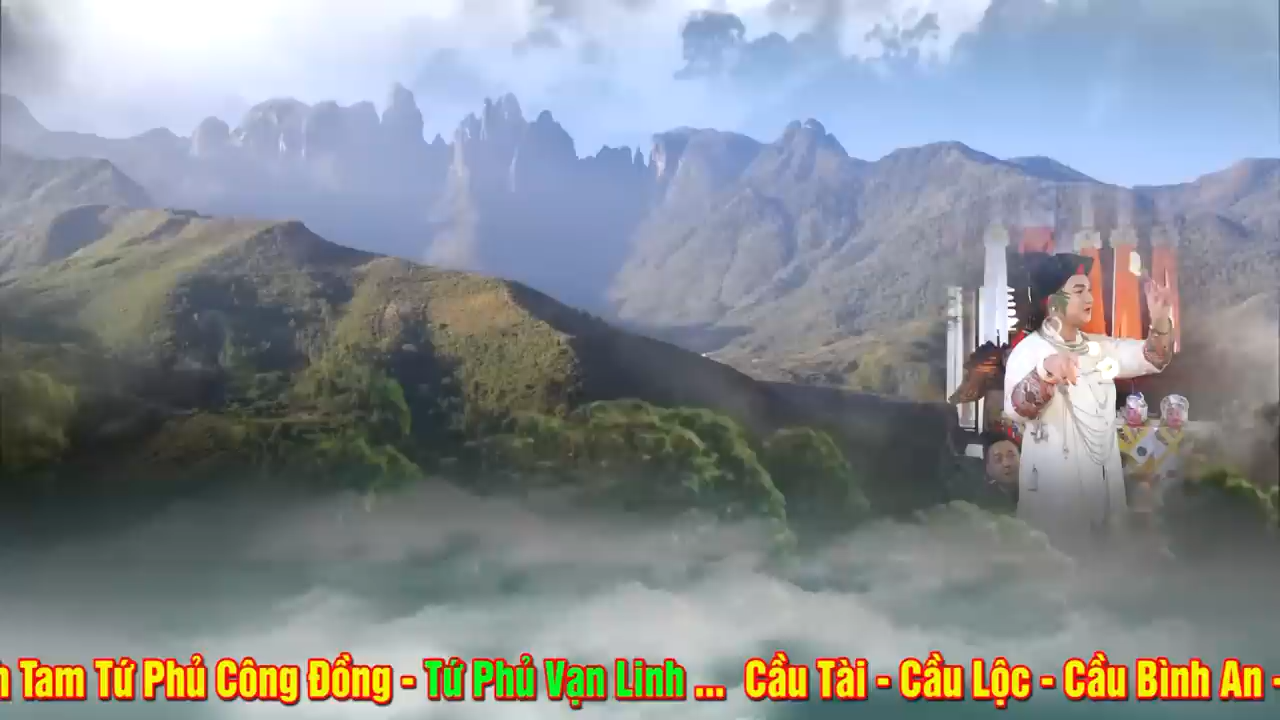 Tam Tứ Phủ Công Đồng - Tứ Phủ Vạn Linh ... Cầu Tài - Cầu Lộc - Cầu Bình An -